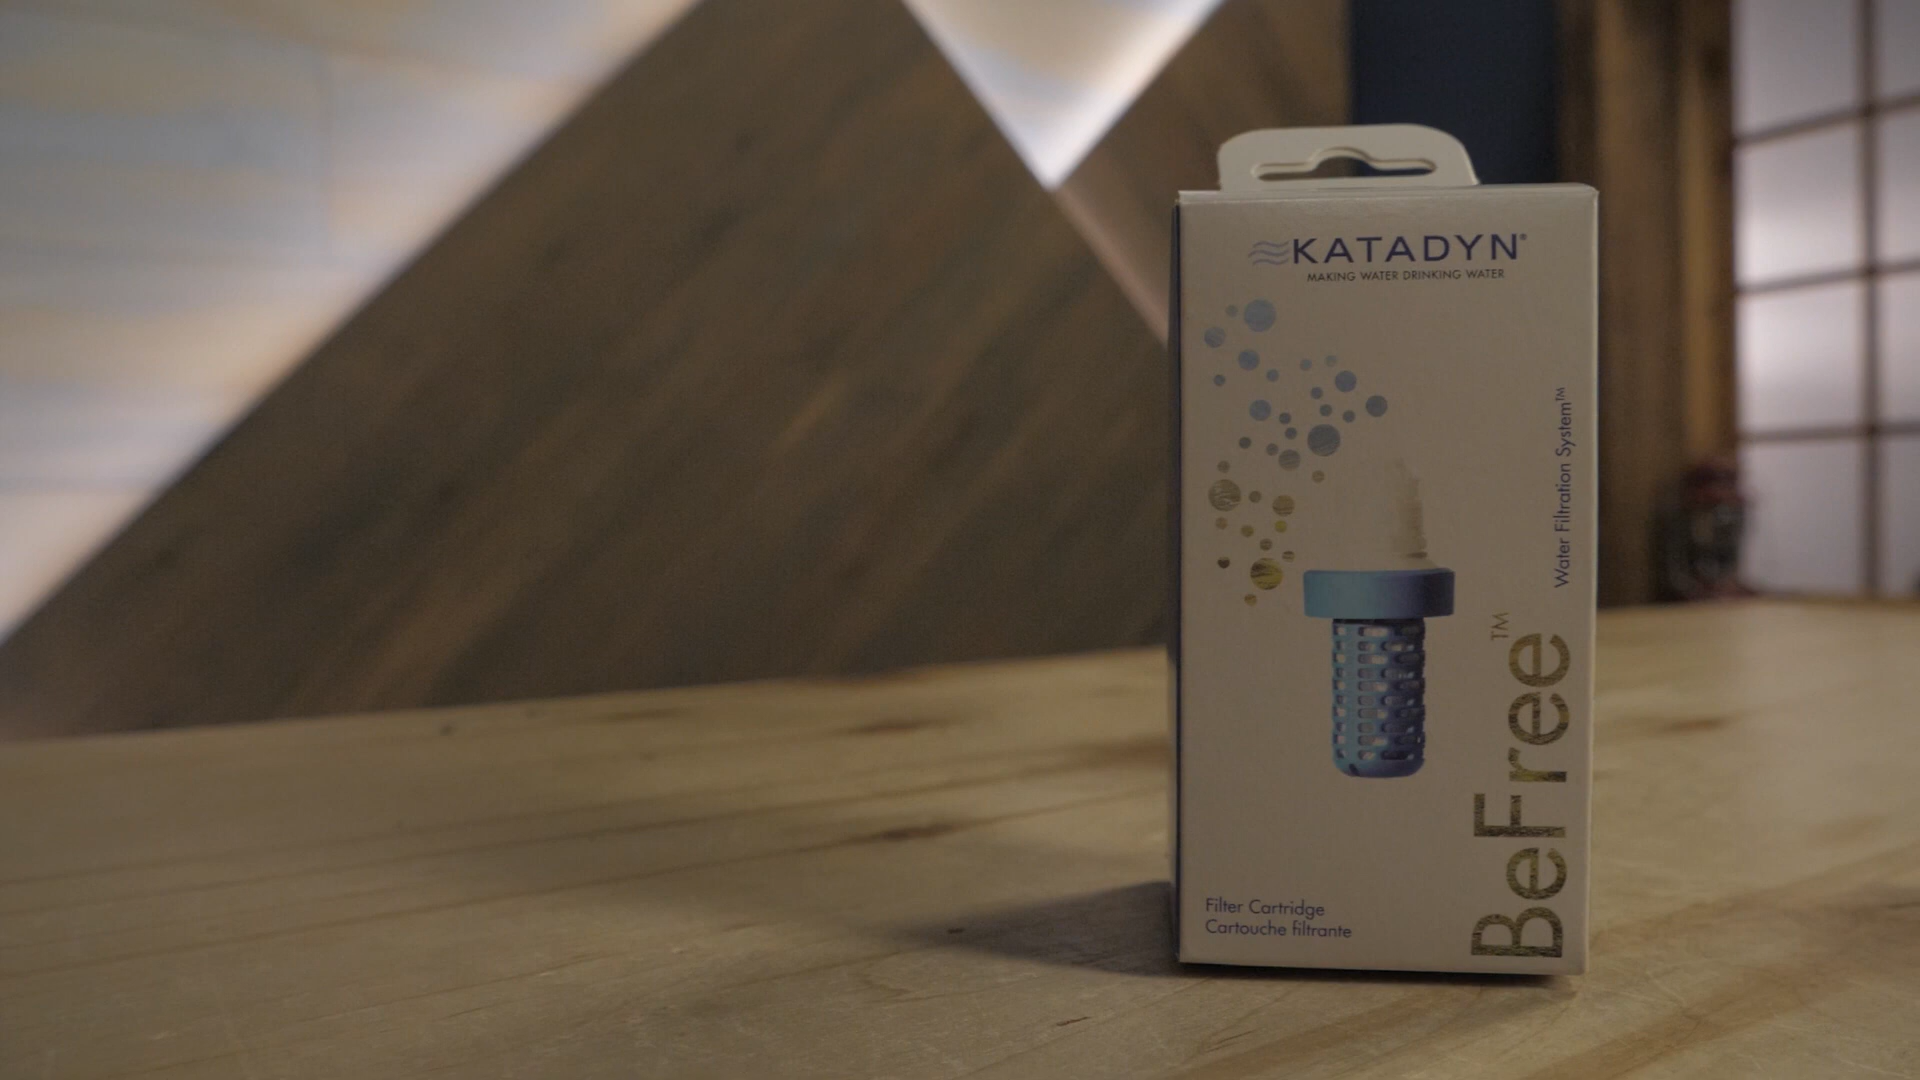 KATADYN®
MAKING WATER DRINKING WATER
Water Filtration System™
BeFree™
Filter Cartridge
Cartouche filtrante